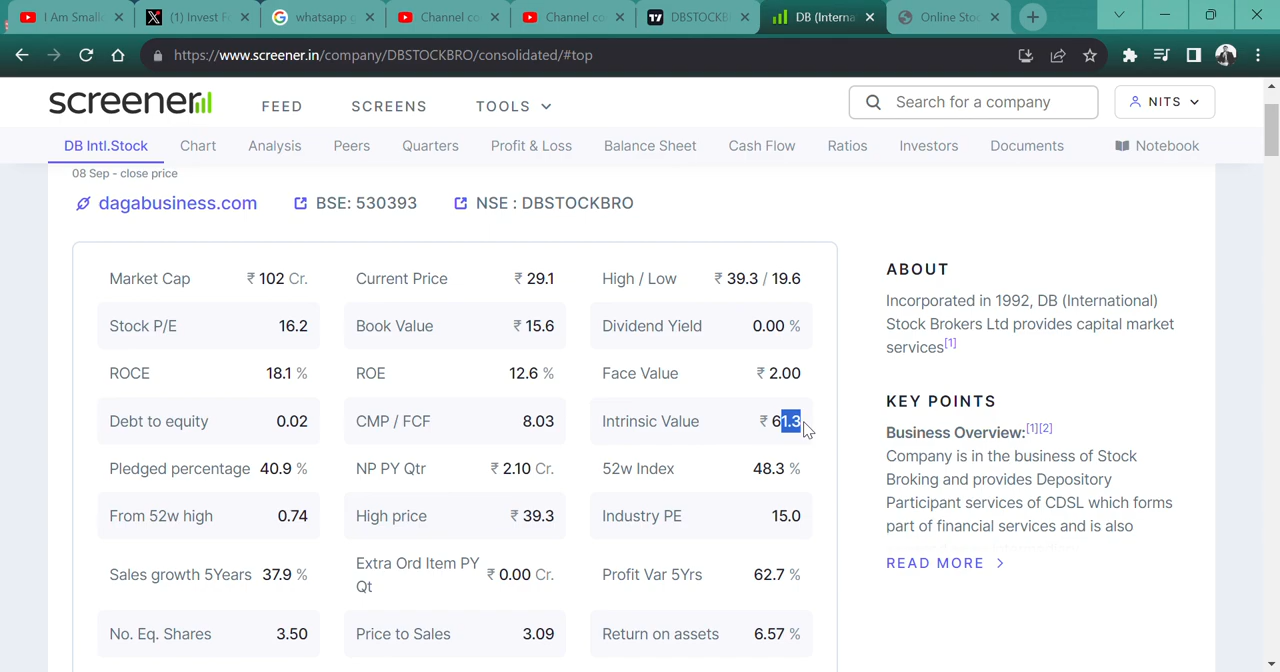 I Am Small
(1) Invest Fo
whatsapp g
Channel co
Channel co
DBSTOCKB
DB (Interna
Online Stoc
https://www.screener.in/company/DBSTOCKBRO/consolidated/#top
screener
FEED
SCREENS
TOOLS
Search for a company
NITS
DB Intl.Stock
Chart
Analysis
Peers
Quarters
Profit & Loss
Balance Sheet
Cash Flow
Ratios
Investors
Documents
Notebook
08 Sep - close price
dagabusiness.com
BSE: 530393
NSE : DBSTOCKBRO
Market Cap ₹ 102 Cr.
Current Price ₹ 29.1
High / Low ₹ 39.3 / 19.6
Stock P/E 16.2
Book Value ₹ 15.6
Dividend Yield 0.00 %
ROCE 18.1 %
ROE 12.6 %
Face Value ₹ 2.00
Debt to equity 0.02
CMP / FCF 8.03
Intrinsic Value ₹ 61.3
Pledged percentage 40.9 %
NP PY Qtr ₹ 2.10 Cr.
52w Index 48.3 %
From 52w high 0.74
High price ₹ 39.3
Industry PE 15.0
Sales growth 5Years 37.9 %
Extra Ord Item PY
Qt ₹ 0.00 Cr.
Profit Var 5Yrs 62.7 %
No. Eq. Shares 3.50
Price to Sales 3.09
Return on assets 6.57 %
ABOUT
Incorporated in 1992, DB (International)
Stock Brokers Ltd provides capital market
services[1]
KEY POINTS
Business Overview:[1][2]
Company is in the business of Stock
Broking and provides Depository
Participant services of CDSL which forms
part of financial services and is also
READ MORE